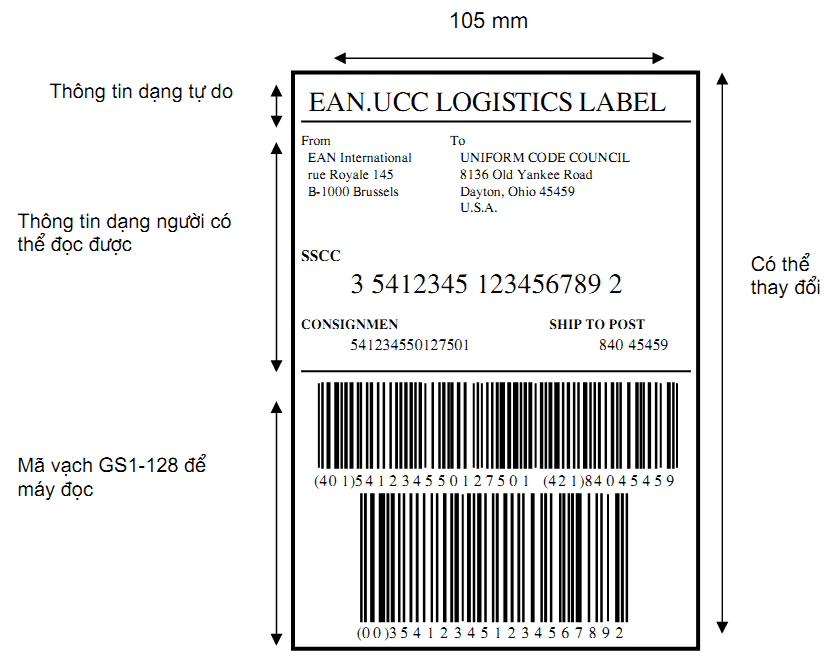 105 mm
Thông tin dạng tự do
EAN.UCC LOGISTICS LABEL
From
EAN International
rue Royale 145
B-1000 Brussels
To
UNIFORM CODE COUNCIL
8136 Old Yankee Road
Dayton, Ohio 45459
U.S.A.
Thông tin dạng người có
thể đọc được
SSCC
3 5412345 123456789 2
CONSIGNMEN
541234550127501
SHIP TO POST
840 45459
Có thể
thay đổi
Mã vạch GS1-128 để
máy đọc
(401)541234550127501 (421)84045459
(00)354123451234567892